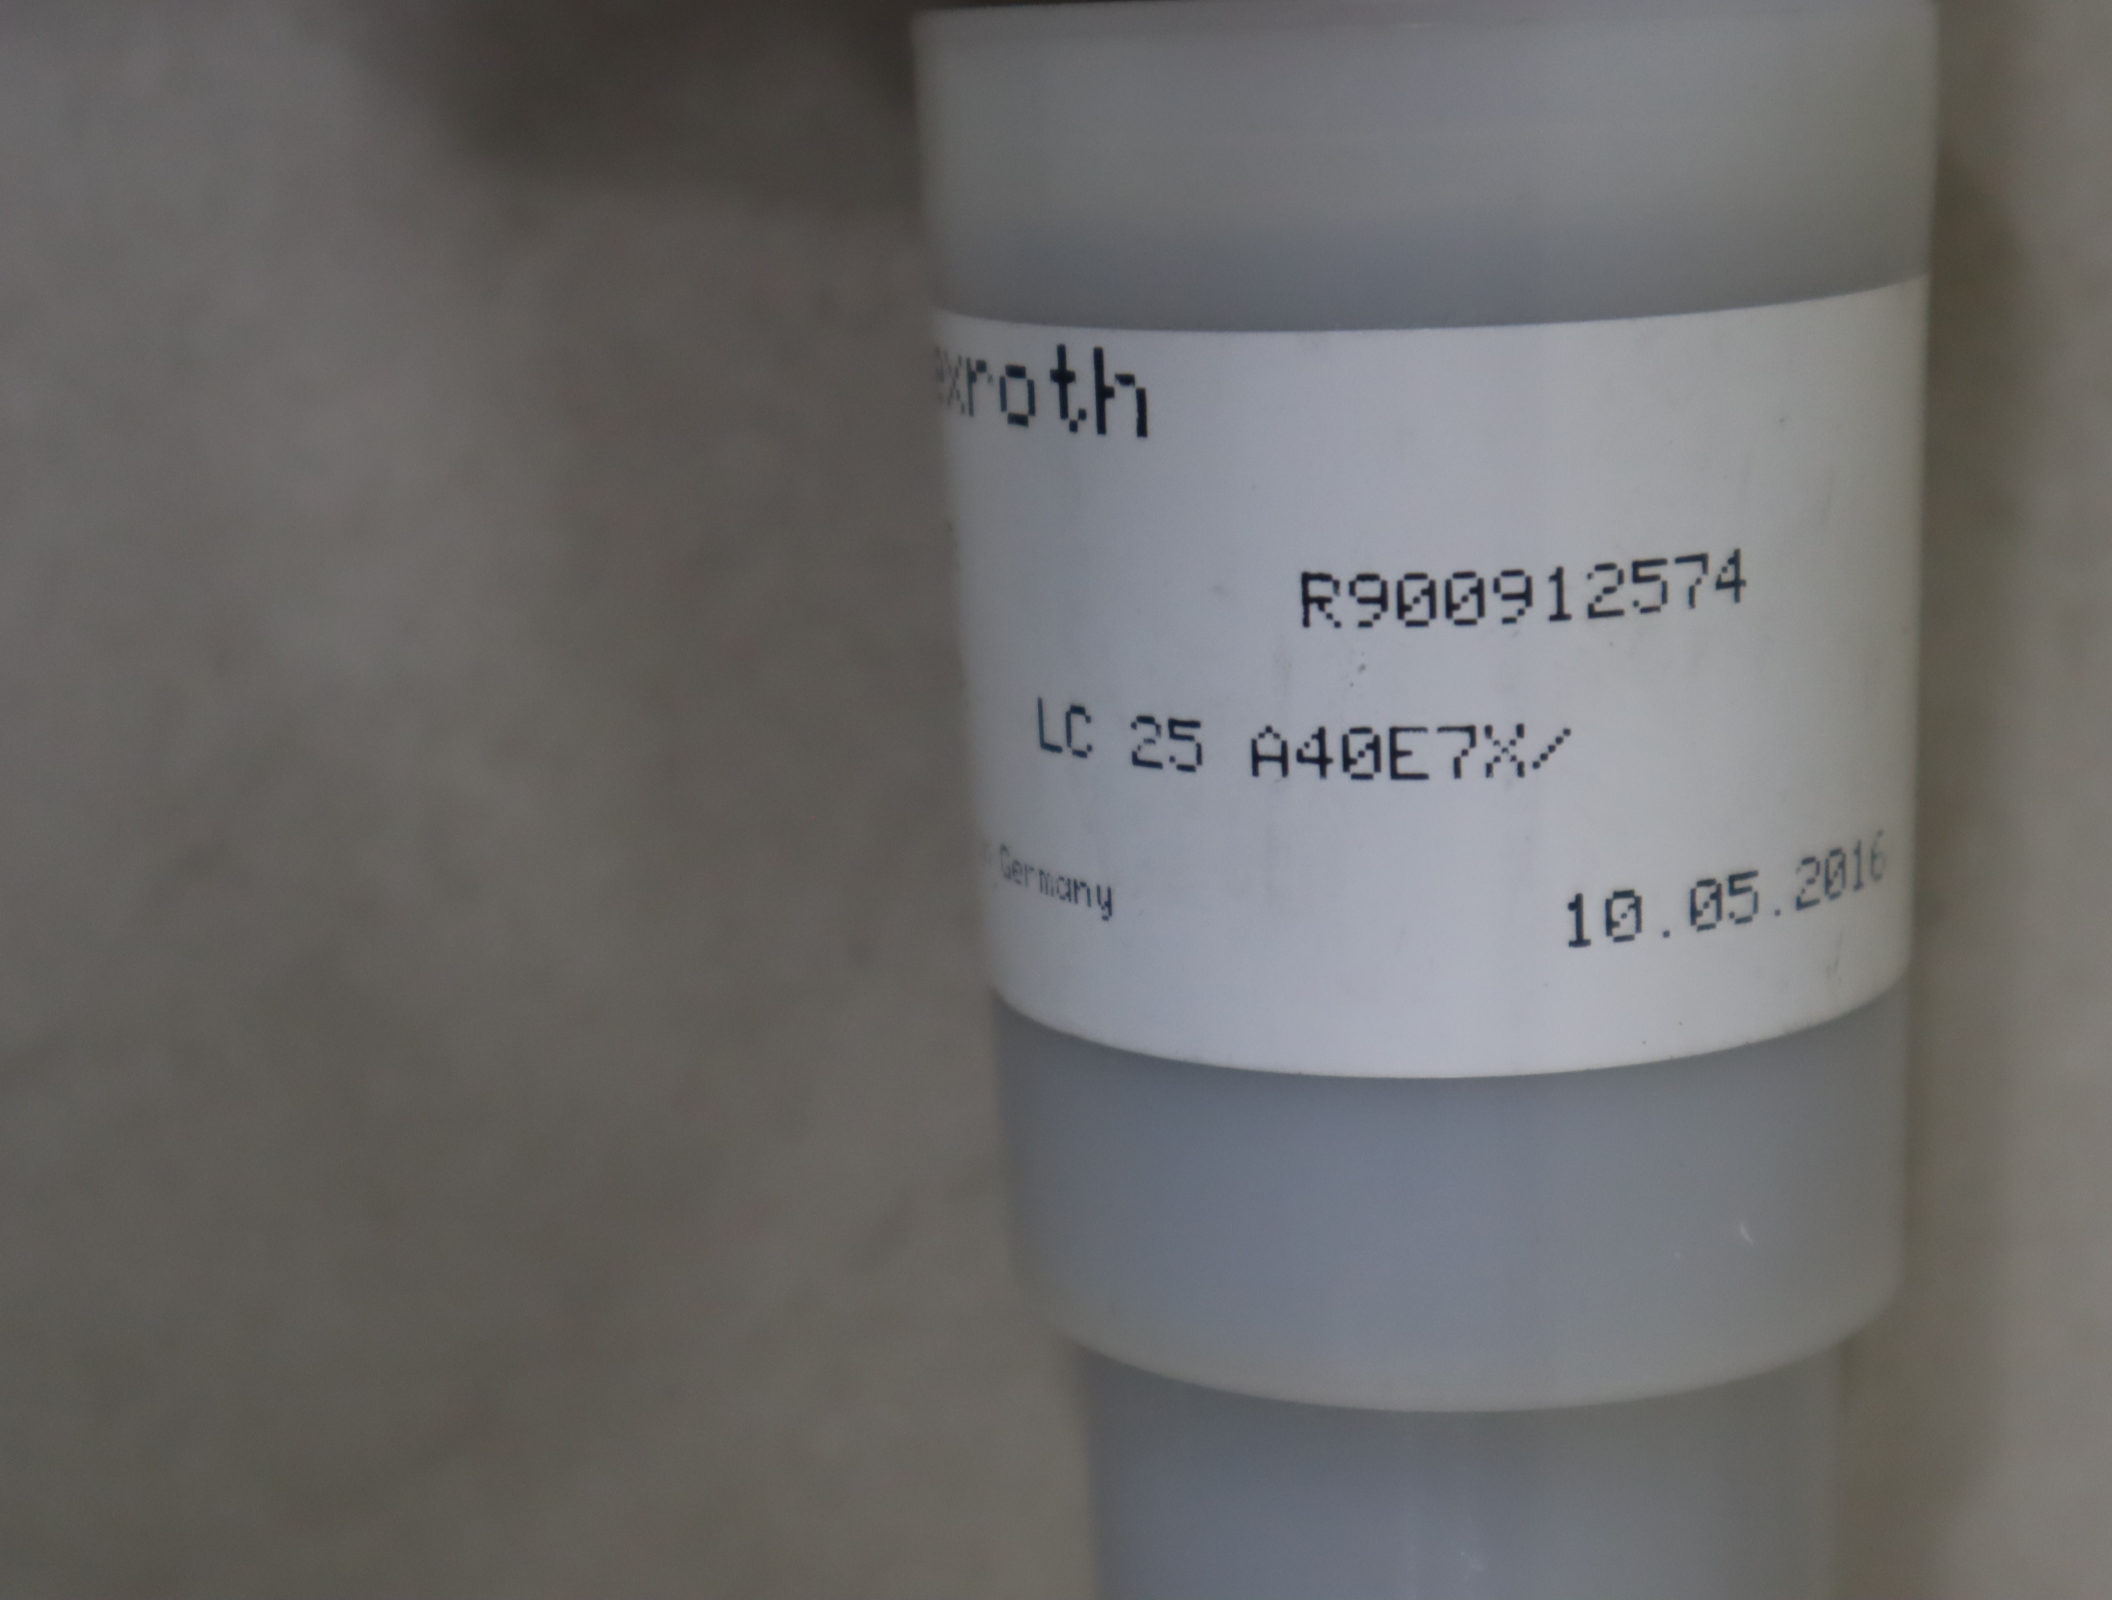 exroth
R900912574
LC 25 A40E7X/
Germany
10.05.2016